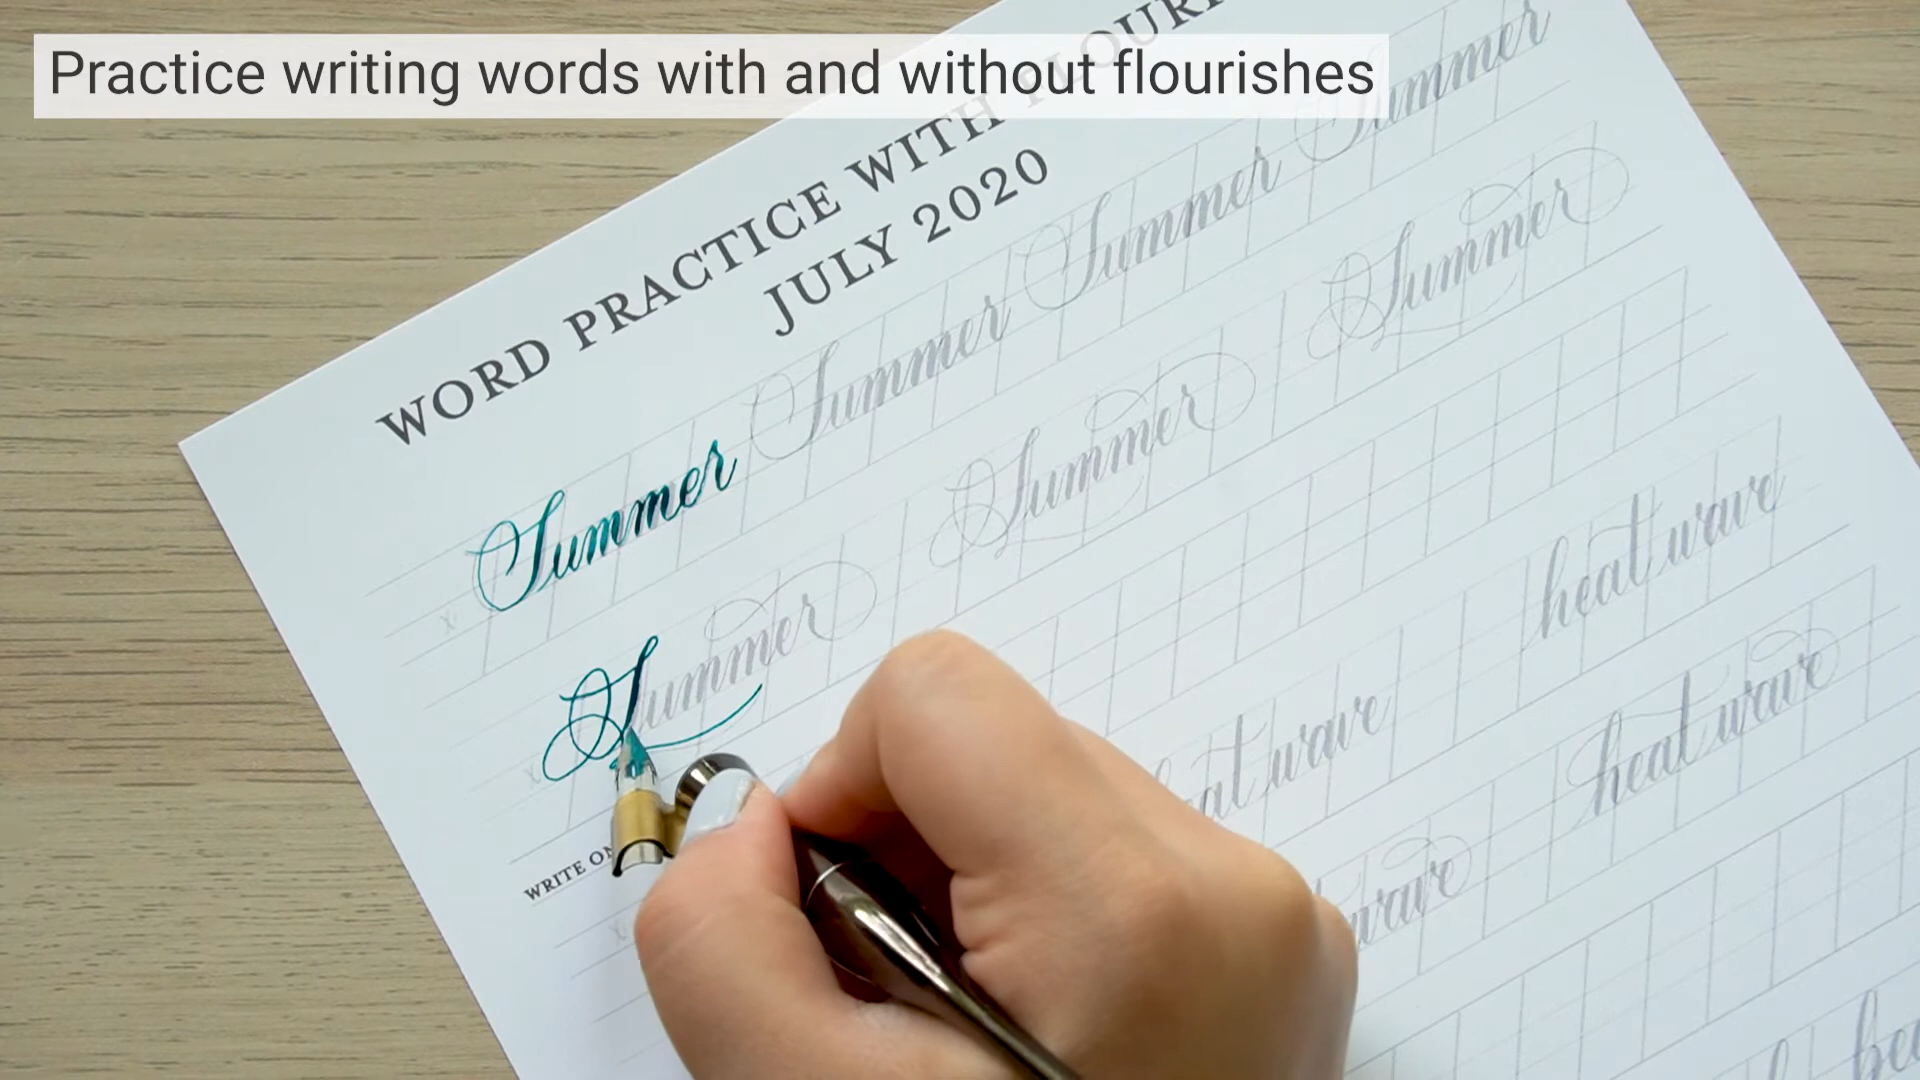 Practice writing words with and without flourishes
WORD PRACTICE WITH
JULY 2020
Summer Summer Summer Summer
Summer Summer Summer
heat wave heat wave
wave heat wave
WRITE